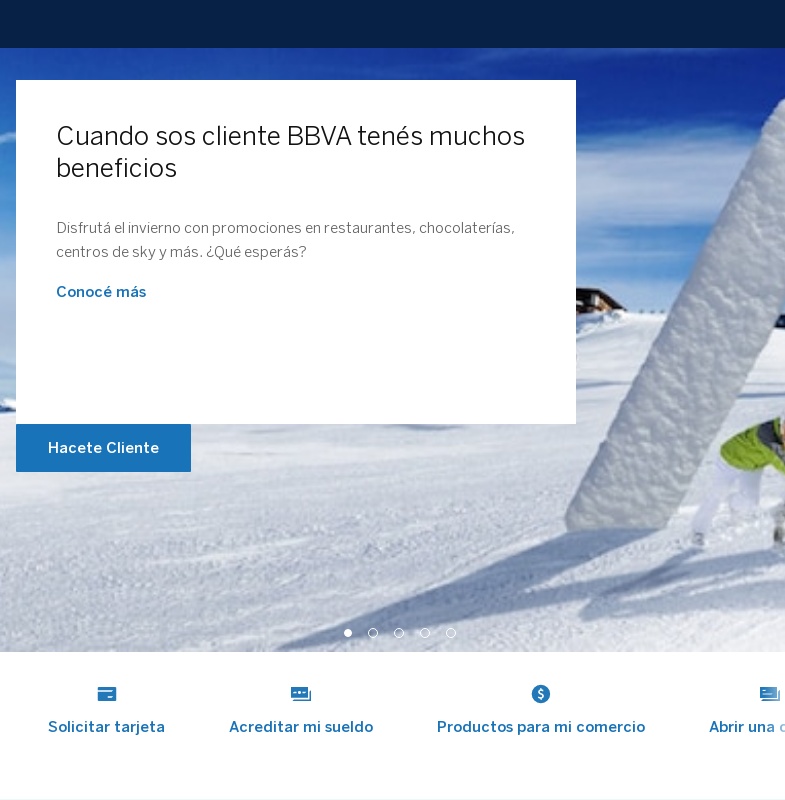 Cuando sos cliente BBVA tenés muchos
beneficios
Disfrutá el invierno con promociones en restaurantes, chocolaterías,
centros de sky y más. ¿Qué esperás?
Conocé más
Hacete Cliente
Solicitar tarjeta
Acreditar mi sueldo
Productos para mi comercio
Abrir una